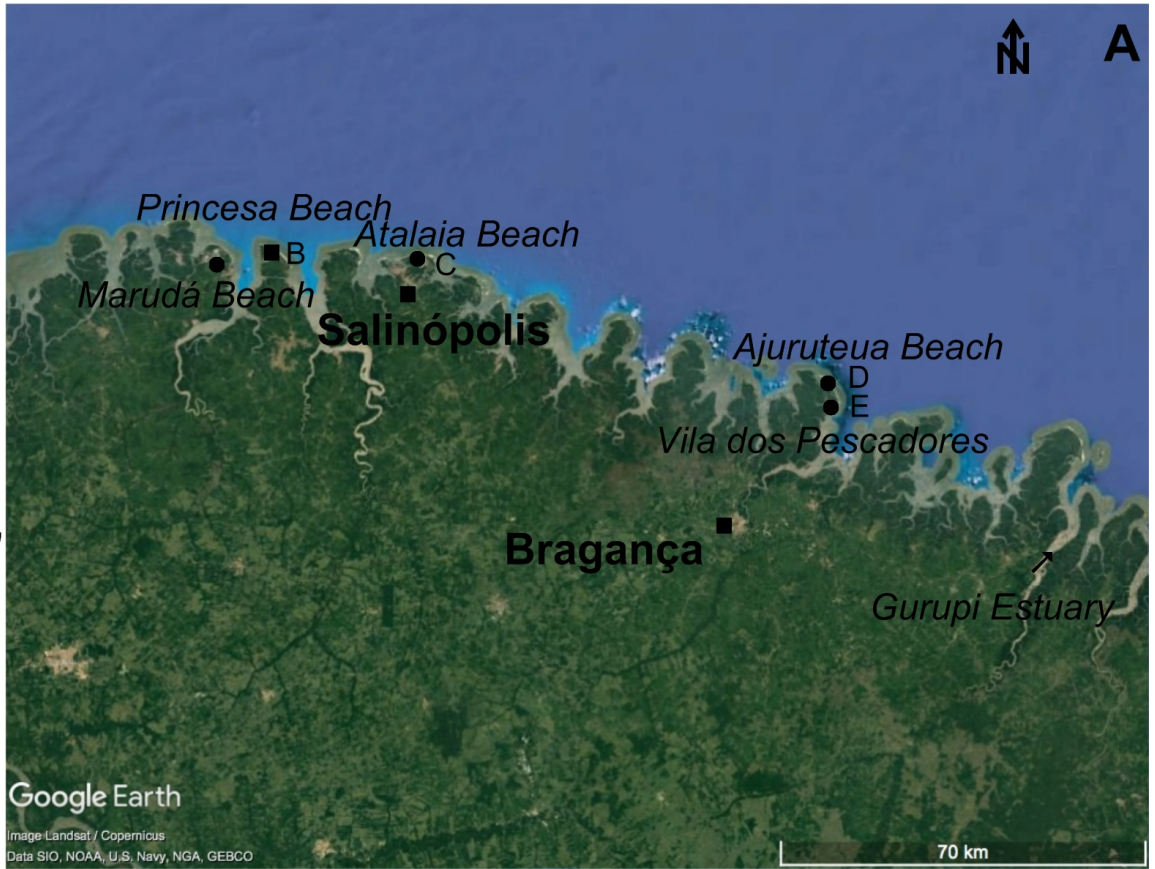 A
N
Princesa Beach
Atalaia Beach
B
C
Marudá Beach
Salinópolis
Ajuruteua Beach
D
E
Vila dos Pescadores
Bragança
Gurupi Estuary
Google Earth
Image Landsat / Copernicus
Data SIO, NOAA, U.S. Navy, NGA, GEBCO
70 km